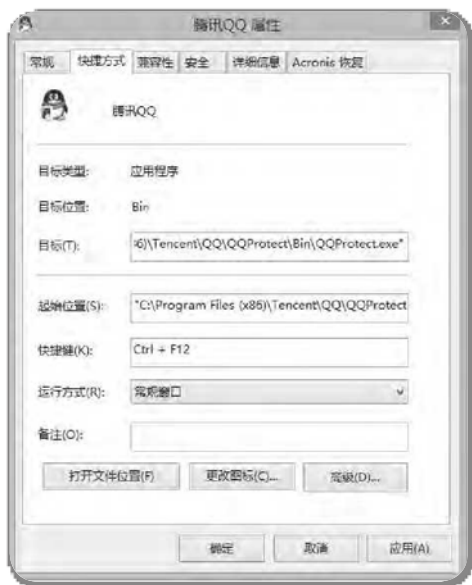 腾讯QQ 属性
常规 快捷方式 兼容性 安全 详细信息 Acronis 恢复
腾讯QQ
目标类型: 应用程序
目标位置: Bin
目标(T): :6)\Tencent\QQ\QQProtect\Bin\QQProtect.exe"
起始位置(S): "C:\Program Files (x86)\Tencent\QQ\QQProtect
快捷键(K): Ctrl + F12
运行方式(R): 常规窗口
备注(O):
打开文件位置(F) 更改图标(C)... 高级(D)...
确定 取消 应用(A)